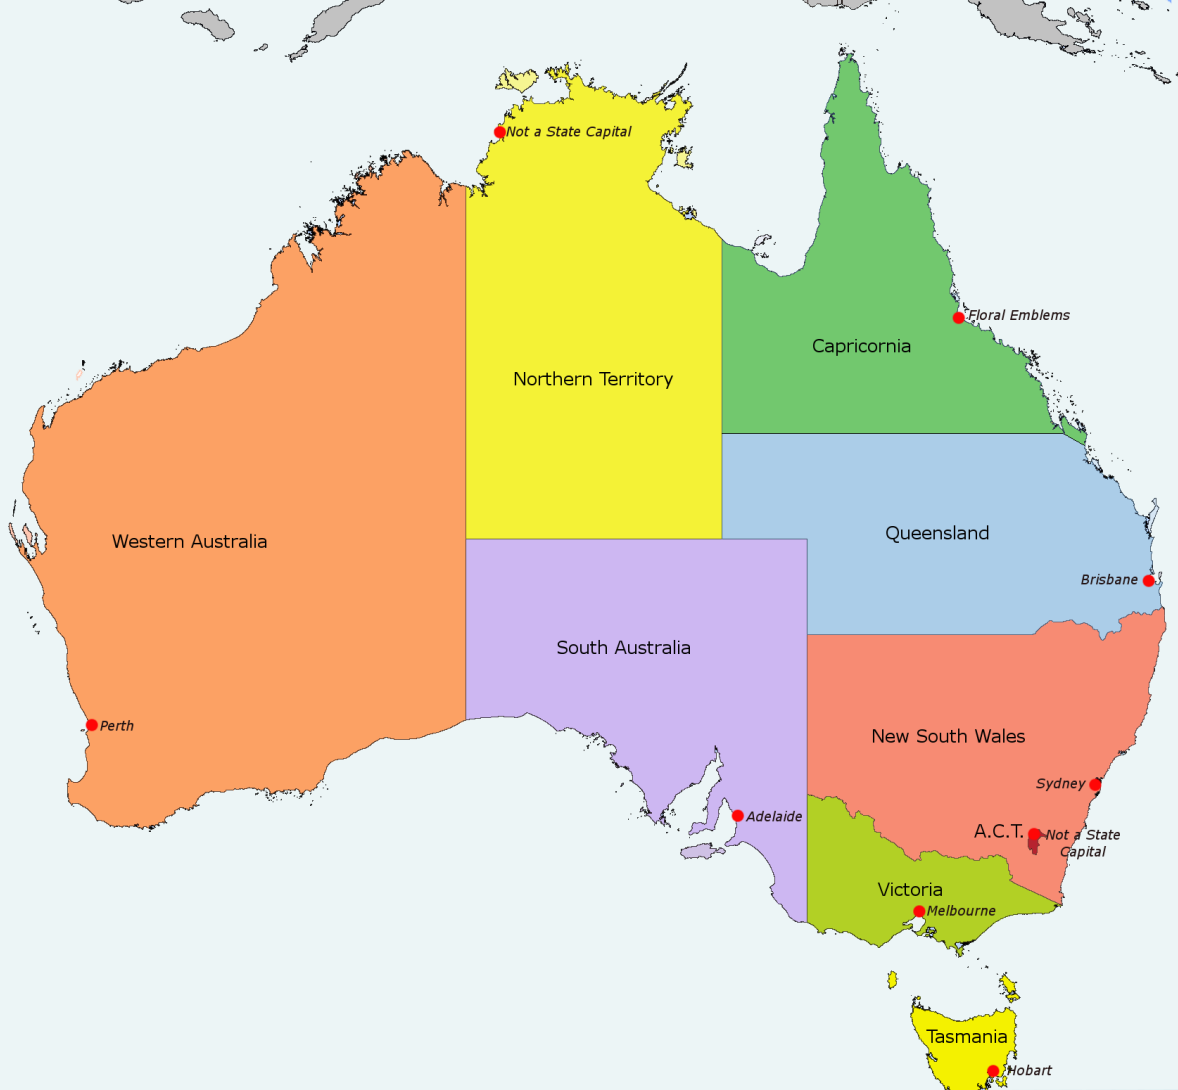 Not a State Capital
Floral Emblems
Capricornia
Northern Territory
Queensland
Western Australia
Brisbane
South Australia
Perth
New South Wales
Sydney
Adelaide
A.C.T.
Not a State
Capital
Victoria
Melbourne
Tasmania
Hobart